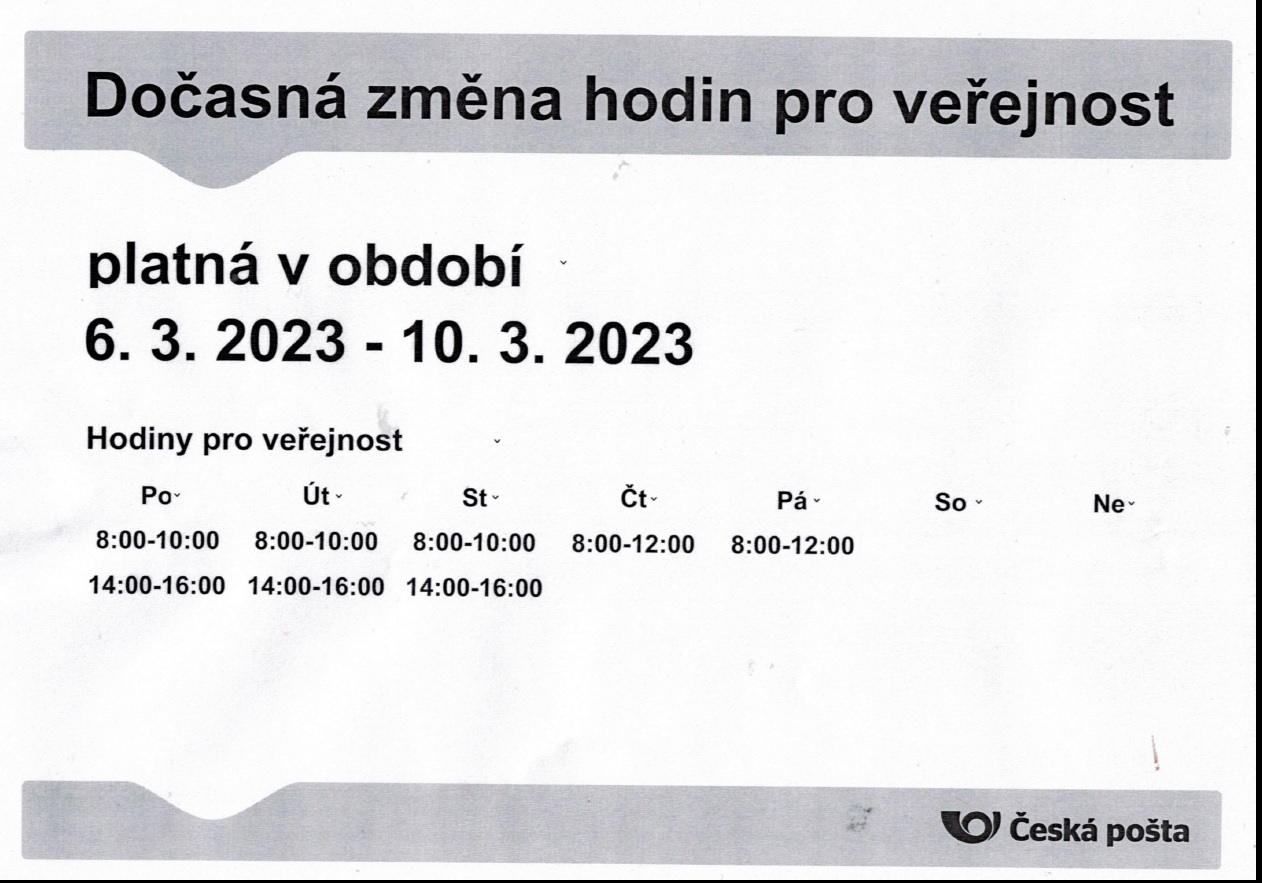 Dočasná změna hodin pro veřejnost
platná v období
6. 3. 2023 - 10. 3. 2023
Hodiny pro veřejnost
Po Út St Čt Pá So Ne
8:00-10:00 8:00-10:00 8:00-10:00 8:00-12:00 8:00-12:00
14:00-16:00 14:00-16:00 14:00-16:00
Česká pošta